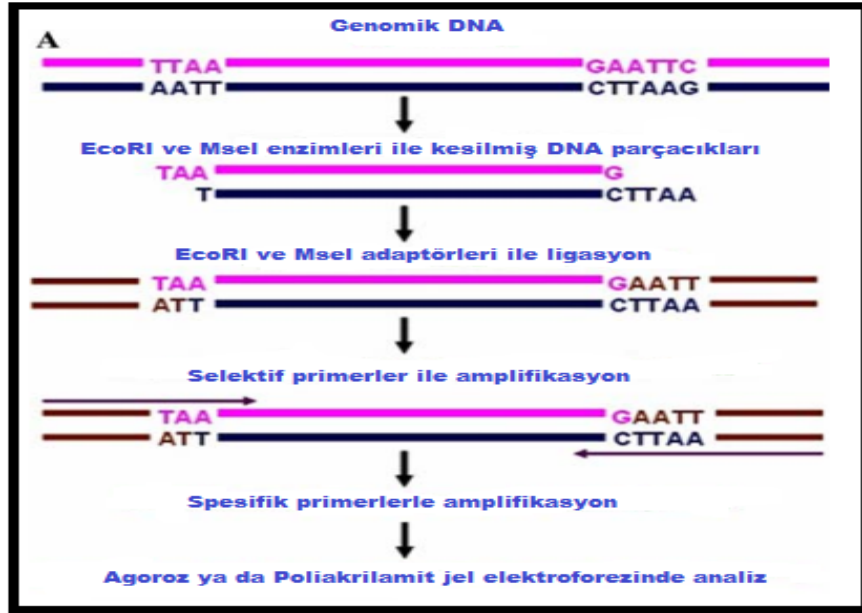 Genomik DNA
A
TTAA GAATTC
AATT CTTAAG
EcoRI ve Msel enzimleri ile kesilmiş DNA parçacıkları
TAA G
T CTTAA
EcoRI ve Msel adaptörleri ile ligasyon
TAA GAATT
ATT CTTAA
Selektif primerler ile amplifikasyon
TAA GAATT
ATT CTTAA
Spesifik primerlerle amplifikasyon
Agoroz ya da Poliakrilamit jel elektroforezinde analiz